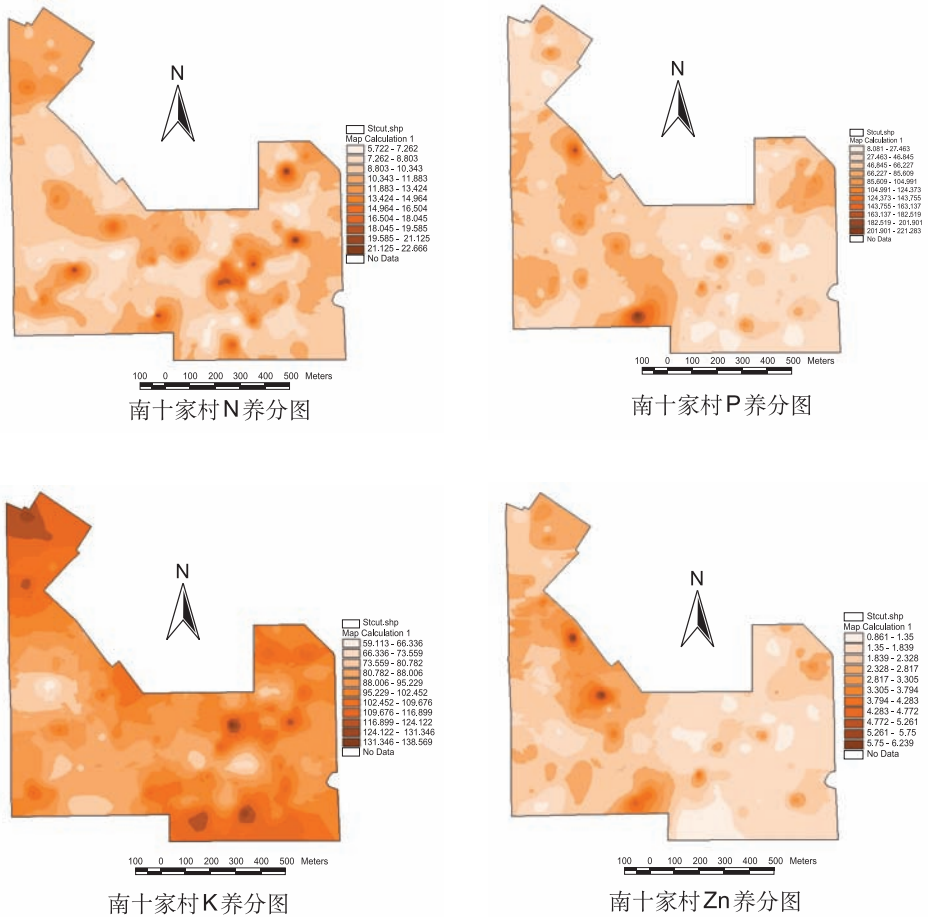 N
Stcut.shp
Map Calculation 1
5.722 - 7.262
7.262 - 8.803
8.803 - 10.343
10.343 - 11.883
11.883 - 13.424
13.424 - 14.964
14.964 - 16.504
16.504 - 18.045
18.045 - 19.585
19.585 - 21.125
21.125 - 22.666
No Data
100 0 100 200 300 400 500 Meters
南十家村N养分图
N
Stcut.shp
Map Calculation 1
8.081 - 27.463
27.463 - 46.845
46.845 - 66.227
66.227 - 85.609
85.609 - 104.991
104.991 - 124.373
124.373 - 143.755
143.755 - 163.137
163.137 - 182.519
182.519 - 201.901
201.901 - 221.283
No Data
100 0 100 200 300 400 500 Meters
南十家村P养分图
N
Stcut.shp
Map Calculation 1
59.113 - 66.336
66.336 - 73.559
73.559 - 80.782
80.782 - 88.006
88.006 - 95.229
95.229 - 102.452
102.452 - 109.676
109.676 - 116.899
116.899 - 124.122
124.122 - 131.346
131.346 - 138.569
No Data
100 0 100 200 300 400 500 Meters
南十家村K养分图
N
Stcut.shp
Map Calculation 1
0.861 - 1.35
1.35 - 1.839
1.839 - 2.328
2.328 - 2.817
2.817 - 3.305
3.305 - 3.794
3.794 - 4.283
4.283 - 4.772
4.772 - 5.261
5.261 - 5.75
5.75 - 6.239
No Data
100 0 100 200 300 400 500 Meters
南十家村Zn养分图